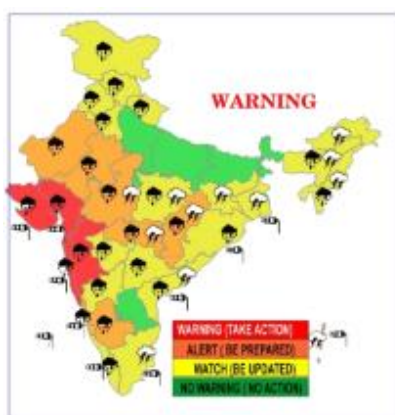 WARNING
WARNING (TAKE ACTION)
ALERT ( BE PREPARED)
WATCH (BE UPDATED)
NO WARNING ( NO ACTION)